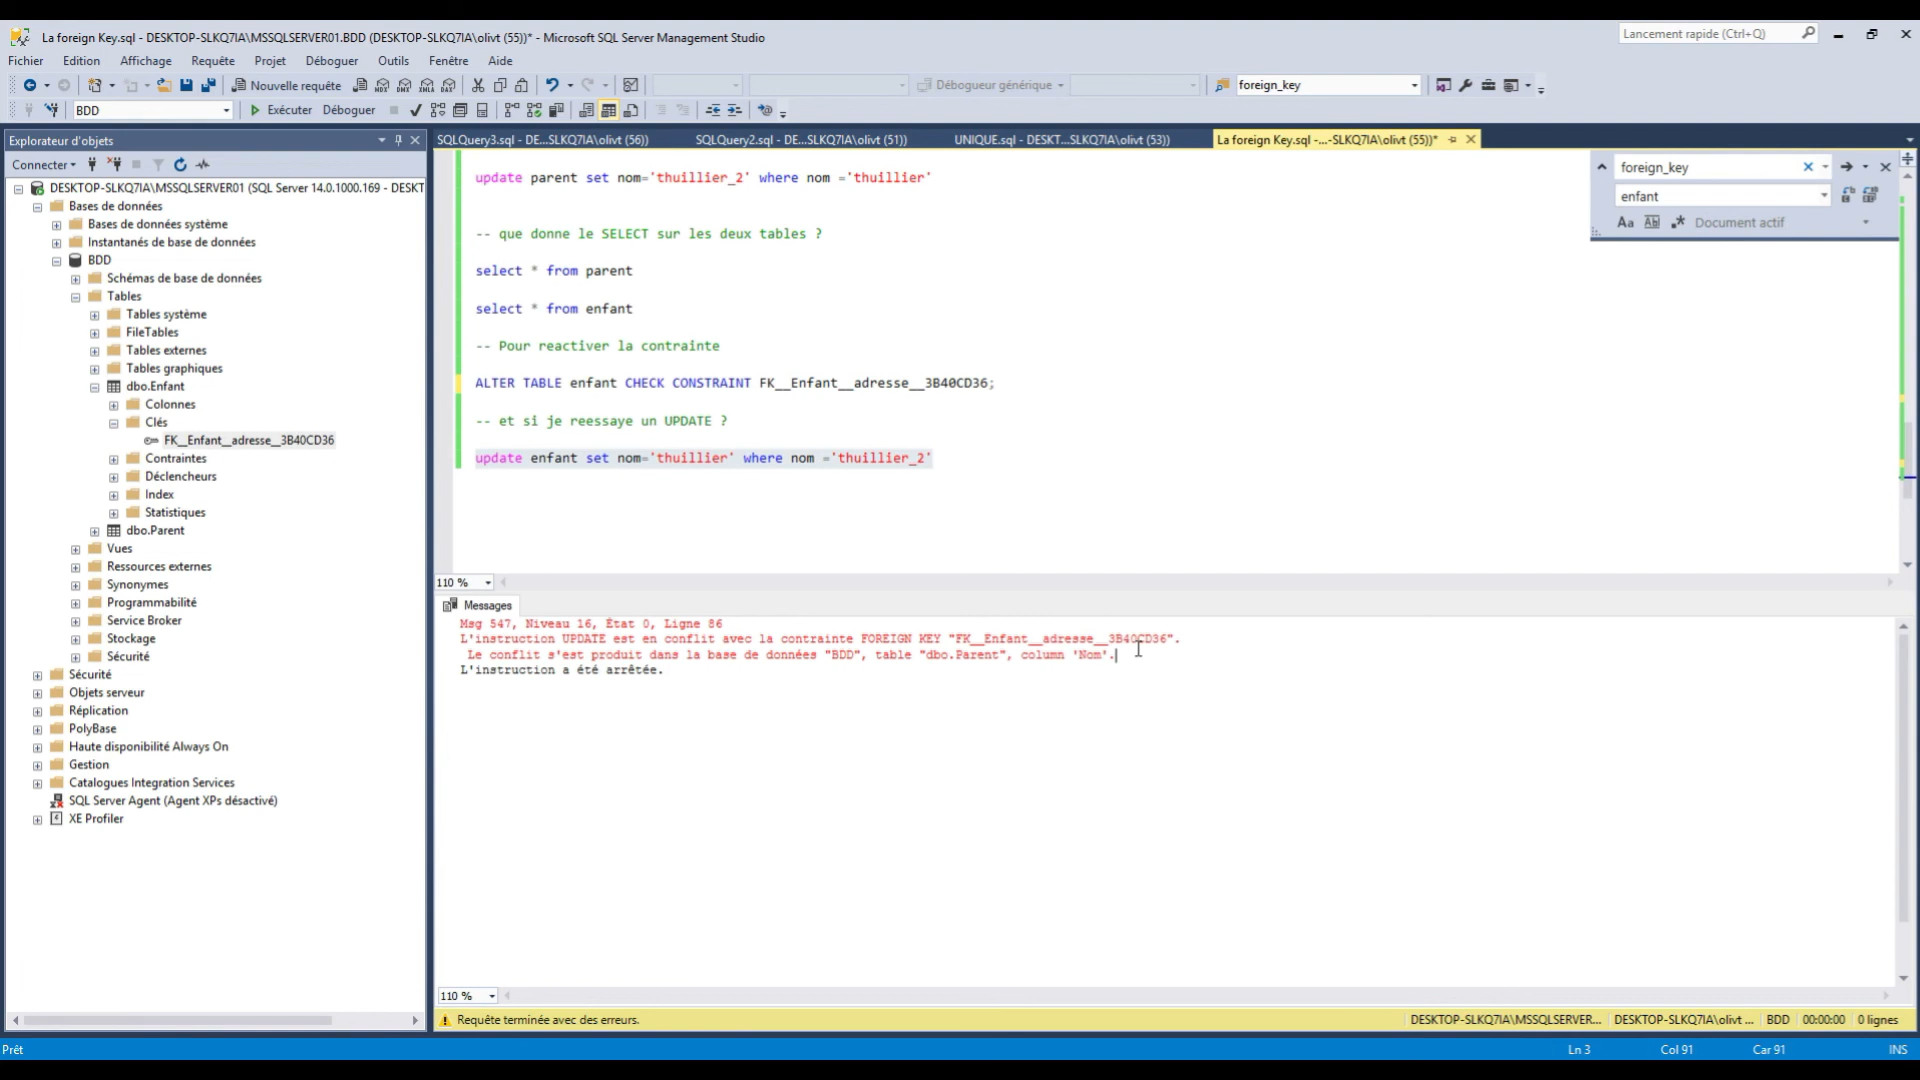 La foreign Key.sql - DESKTOP-SLKQ7IA\MSSQLSERVER01.BDD (DESKTOP-SLKQ7IA\olivt (55))* - Microsoft SQL Server Management Studio
Lancement rapide (Ctrl+Q)
Fichier Edition Affichage Requête Projet Déboguer Outils Fenêtre Aide
Nouvelle requête MDX DMX XMLA DAX Débogueur générique foreign_key
BDD Exécuter Déboguer
Explorateur d'objets
SQLQuery3.sql - DE...SLKQ7IA\olivt (56))
SQLQuery2.sql - DE...SLKQ7IA\olivt (51))
UNIQUE.sql - DESKT...SLKQ7IA\olivt (53))
La foreign Key.sql -...-SLKQ7IA\olivt (55))*
Connecter
DESKTOP-SLKQ7IA\MSSQLSERVER01 (SQL Server 14.0.1000.169 - DESKT
Bases de données
Bases de données système
Instantanés de base de données
BDD
Schémas de base de données
Tables
Tables système
FileTables
Tables externes
Tables graphiques
dbo.Enfant
Colonnes
Clés
FK__Enfant__adresse__3B40CD36
Contraintes
Déclencheurs
Index
Statistiques
dbo.Parent
Vues
Ressources externes
Synonymes
Programmabilité
Service Broker
Stockage
Sécurité
Sécurité
Objets serveur
Réplication
PolyBase
Haute disponibilité Always On
Gestion
Catalogues Integration Services
SQL Server Agent (Agent XPs désactivé)
XE Profiler
update parent set nom='thuillier_2' where nom ='thuillier'
-- que donne le SELECT sur les deux tables ?
select * from parent
select * from enfant
-- Pour reactiver la contrainte
ALTER TABLE enfant CHECK CONSTRAINT FK__Enfant__adresse__3B40CD36;
-- et si je reessaye un UPDATE ?
update enfant set nom='thuillier' where nom ='thuillier_2'
foreign_key
enfant
Aa Ab .* Document actif
110 %
Messages
Msg 547, Niveau 16, État 0, Ligne 86
L'instruction UPDATE est en conflit avec la contrainte FOREIGN KEY "FK__Enfant__adresse__3B40CD36".
Le conflit s'est produit dans la base de données "BDD", table "dbo.Parent", column 'Nom'.
L'instruction a été arrêtée.
110 %
Requête terminée avec des erreurs.
DESKTOP-SLKQ7IA\MSSQLSERVER... DESKTOP-SLKQ7IA\olivt ... BDD 00:00:00 0 lignes
Prêt Ln 3 Col 91 Car 91 INS